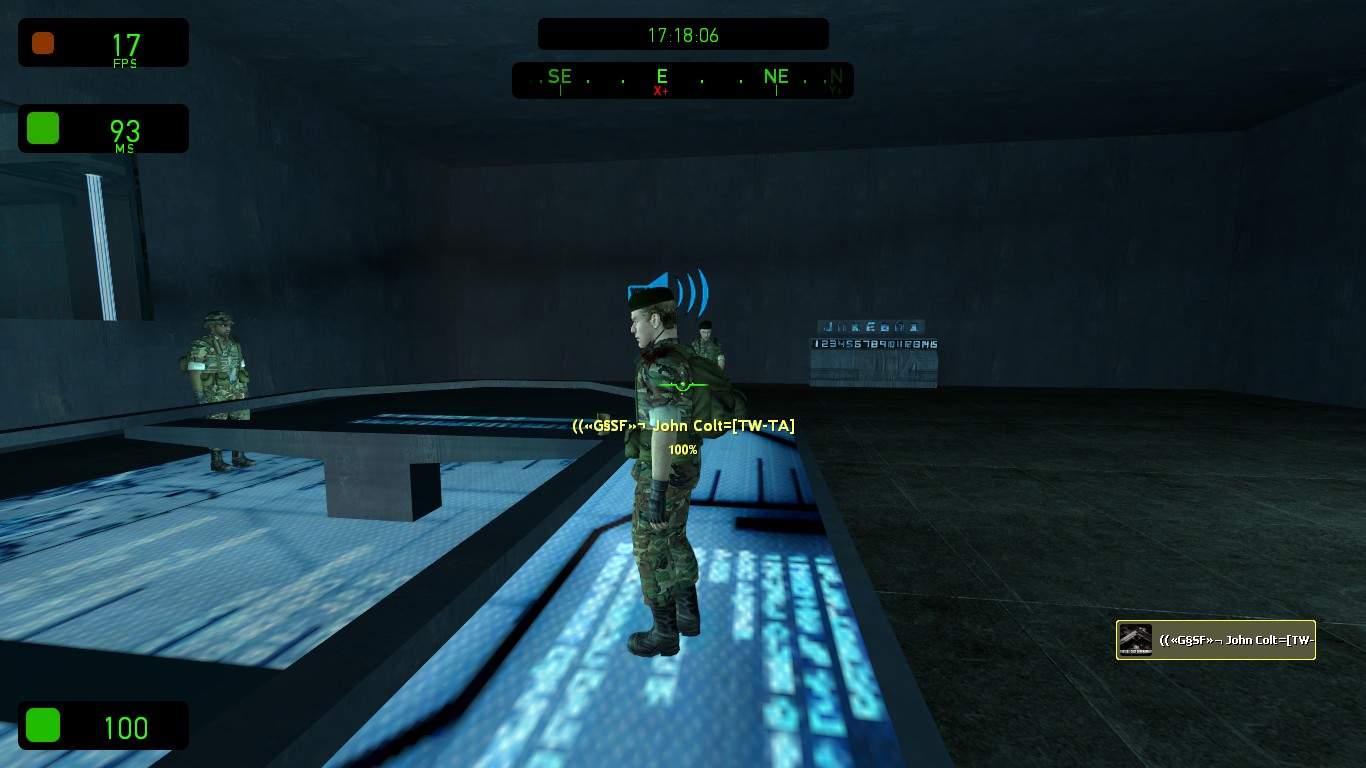 17
FPS
17:18:06
SE E NE N
X+ Y+
93
MS
12345678910
((«G§SF»¬ John Colt=[TW-TA]
100%
((«G§SF»¬ John Colt=[TW-
100